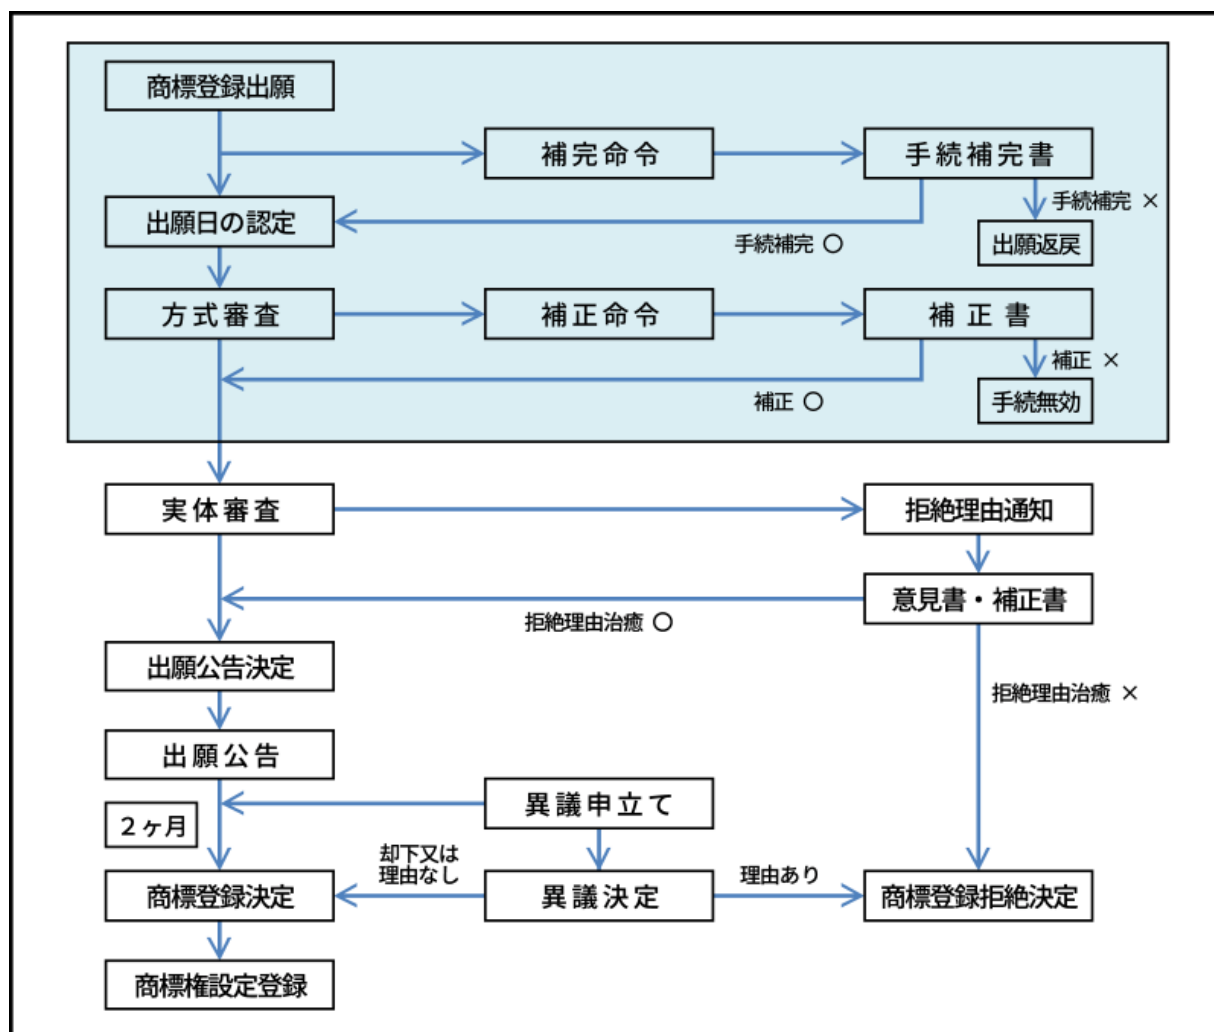 商標登録出願
補完命令
手続補完書
手続補完 ×
出願日の認定
手続補完 〇
出願返戻
方式審査
補正命令
補正書
補正 ×
補正 〇
手続無効
実体審査
拒絶理由通知
意見書・補正書
拒絶理由治癒 〇
出願公告決定
拒絶理由治癒 ×
出願公告
異議申立て
２ヶ月
却下又は
理由なし
理由あり
商標登録決定
異議決定
商標登録拒絶決定
商標権設定登録